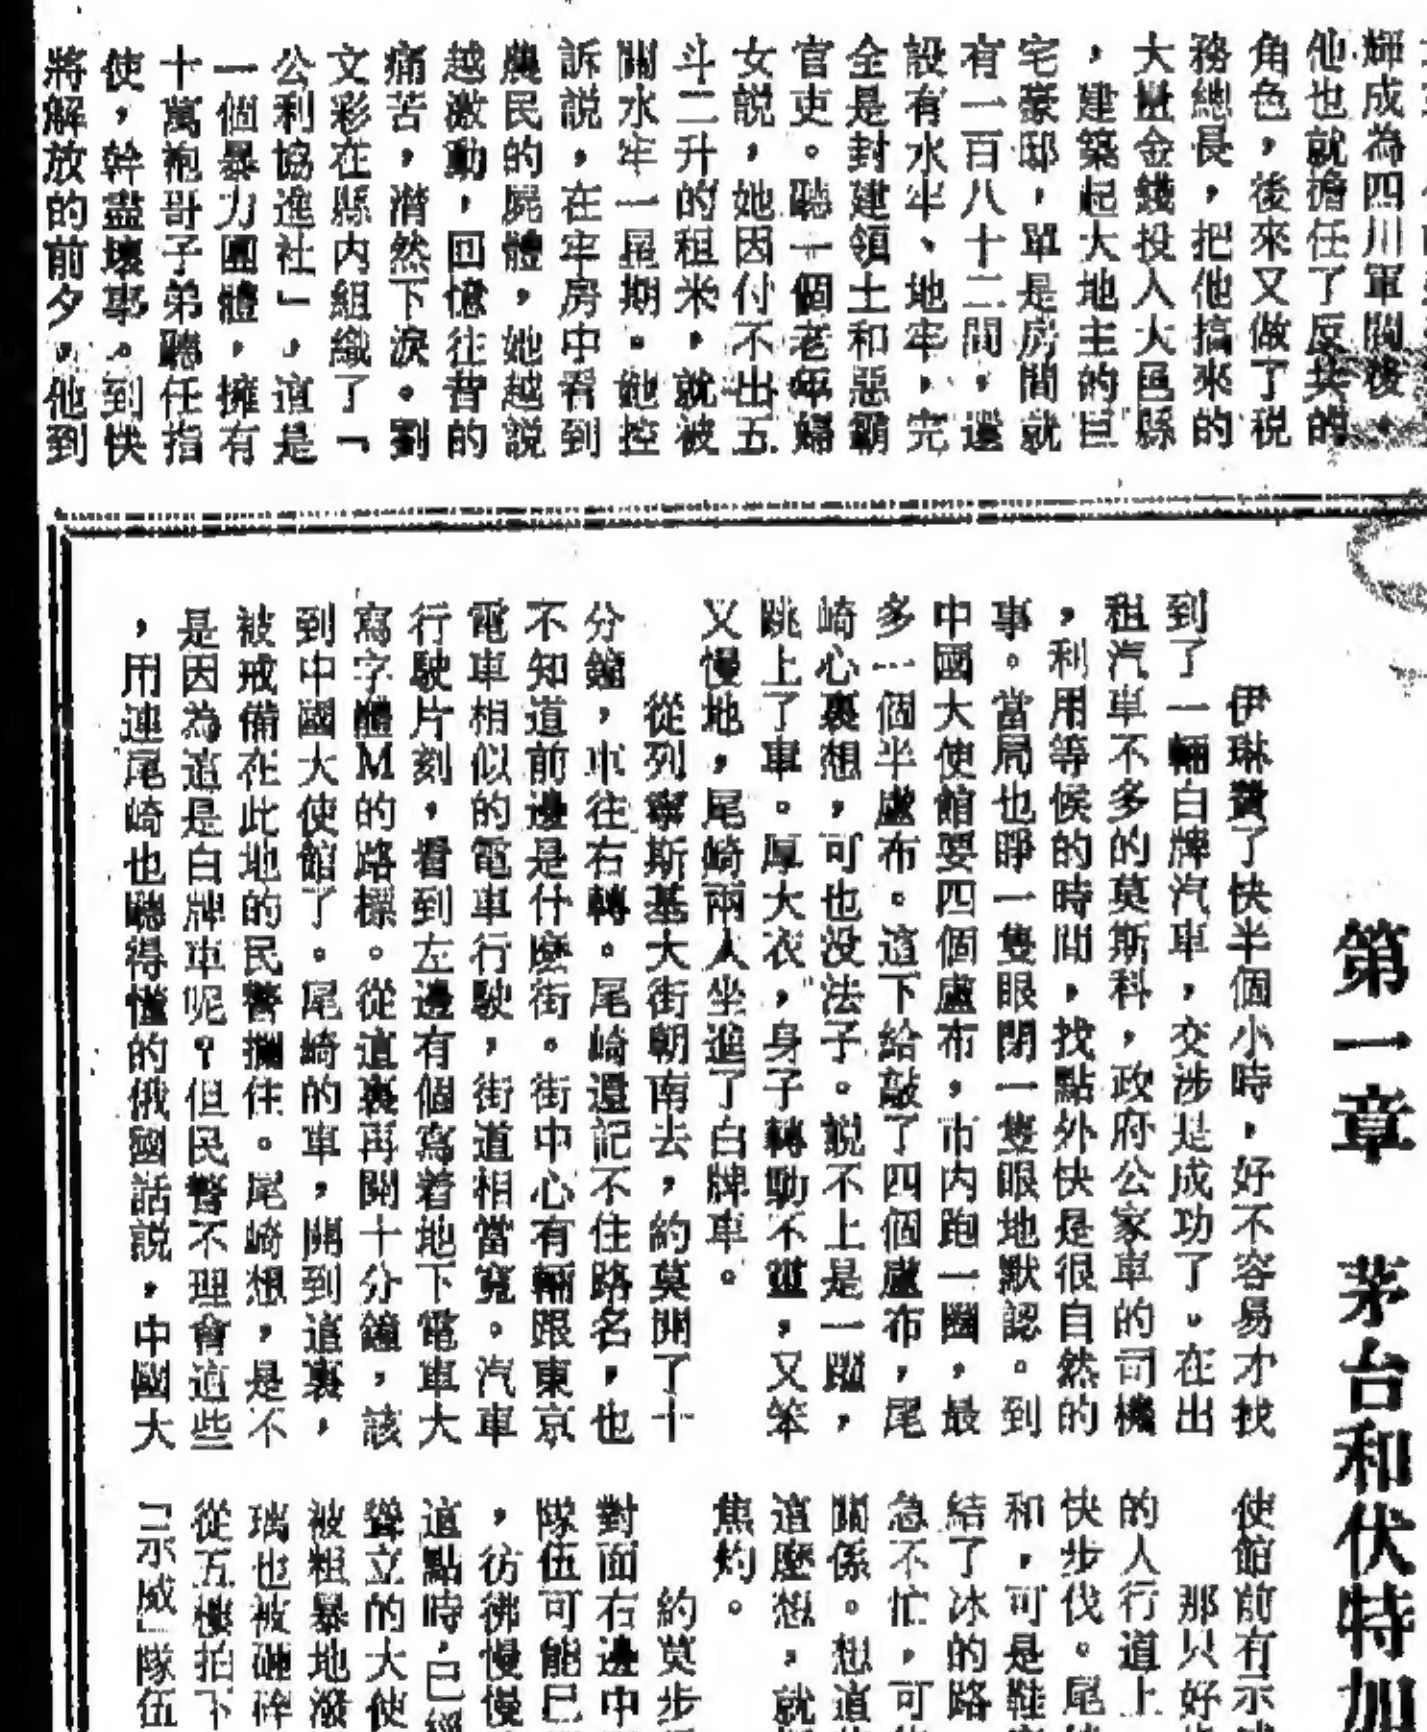 輝成為四川軍閥後，
他也就擔任了反共的
角色，後來又做了税
務總長，把他搞來的
大量金錢投入大邑縣
，建築起大地主的巨
宅豪邸，單是房間就
有一百八十二間，還
設有水牢、地牢，完
全是封建領土和惡霸
官吏。聽一個老年婦
女説，她因付不出五
斗二升的租米，就被
關水牢一星期。她控
訴説，在牢房中看到
農民的屍體，她越説
越激動，回憶往昔的
痛苦，潸然下淚。劉
文彩在縣内組織了「
公利協進社」，這是
一個暴力團體，擁有
十萬袍哥子弟聽任指
使，幹盡壞事。到快
將解放的前夕，他到
第一章　茅台和伏特加
伊琳費了快半個小時，好不容易才找
到了一輛白牌汽車，交涉是成功了。在出
租汽車不多的莫斯科，政府公家車的司機
，利用等候的時間，找點外快是很自然的
事。當局也睜一隻眼閉一隻眼地默認。到
中國大使館要四個盧布，市内跑一圈，最
多一個半盧布。這下給敲了四個盧布，尾
崎心裏想，可也没法子。説不上是一蹦，
跳上了車。厚大衣，身子轉動不靈，又笨
又慢地，尾崎兩人坐進了白牌車。
從列寧斯基大街朝南去，約莫開了十
分鐘，車往右轉。尾崎還記不住路名，也
不知道前邊是什麼街。街中心有輛跟東京
電車相似的電車行駛，街道相當寬。汽車
行駛片刻，看到左邊有個寫着地下電車大
寫字體M的路標。從這裏再開十分鐘，該
到中國大使館了。尾崎的車，開到這裏，
被戒備在此地的民警攔住。尾崎想，是不
是因為這是白牌車呢？但民警不理會這些
，用連尾崎也聽得懂的俄國話説，中國大
使館前有示
那只好
的人行道上
快步伐。尾
和，可是鞋
結了冰的路
急不忙，可
關係。想這
這麼想，就
焦灼。
約莫步
對面右邊中
隊伍可能已
，彷彿慢慢
這點時，已經
聳立的大使
被粗暴地潑
璃也被砸碎
從五樓拍下
「示威」隊伍